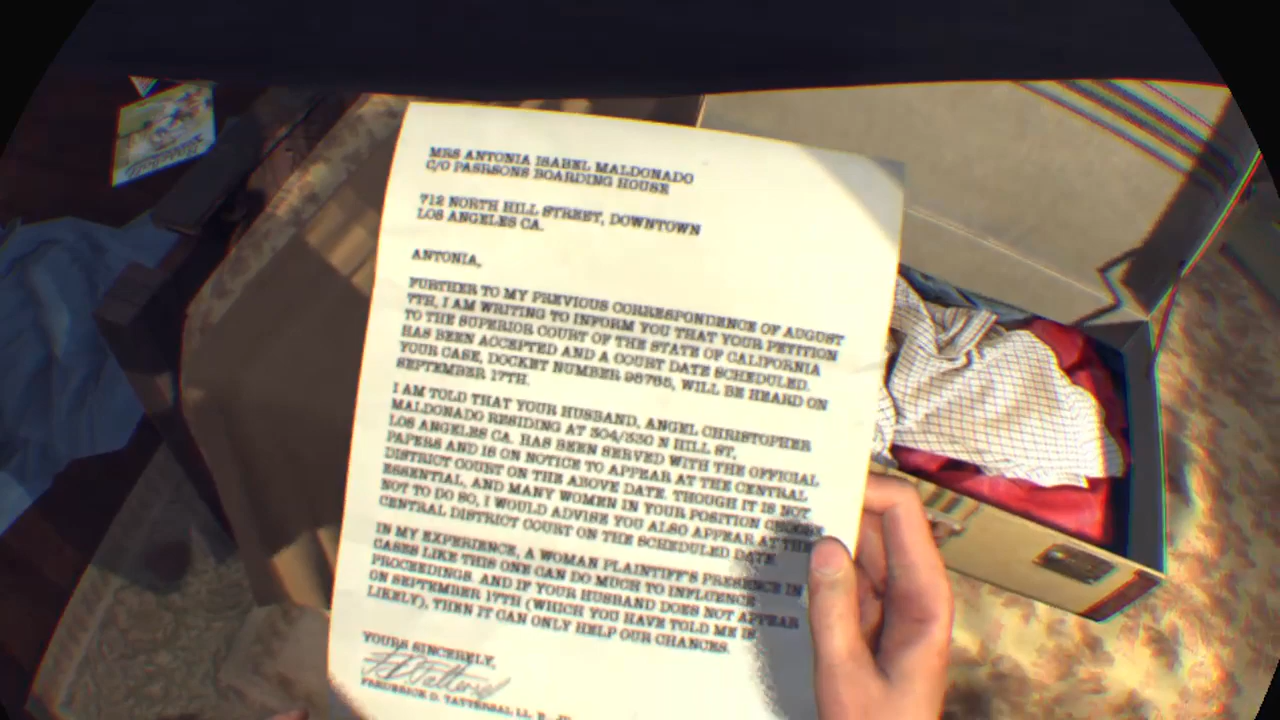 MRS ANTONIA ISABEL MALDONADO
C/O PASRSONS BOARDING HOUSE
712 NORTH HILL STREET, DOWNTOWN
LOS ANGELES CA.
ANTONIA,
FURTHER TO MY PREVIOUS CORRESPONDENCE OF AUGUST
7TH, I AM WRITING TO INFORM YOU THAT YOUR PETITION
TO THE SUPERIOR COURT OF THE STATE OF CALIFORNIA
HAS BEEN ACCEPTED AND A COURT DATE SCHEDULED.
YOUR CASE, DOCKET NUMBER 98765, WILL BE HEARD ON
SEPTEMBER 17TH.
I AM TOLD THAT YOUR HUSBAND, ANGEL CHRISTOPHER
MALDONADO RESIDING AT 304/330 N HILL ST,
LOS ANGELES CA. HAS BEEN SERVED WITH THE OFFICIAL
PAPERS AND IS ON NOTICE TO APPEAR AT THE CENTRAL
DISTRICT COURT ON THE ABOVE DATE. THOUGH IT IS NOT
ESSENTIAL, AND MANY WOMEN IN YOUR POSITION CHOOSE
NOT TO DO SO, I WOULD ADVISE YOU ALSO APPEAR AT THE
CENTRAL DISTRICT COURT ON THE SCHEDULED DATE
IN MY EXPERIENCE, A WOMAN PLAINTIFF'S PRESENCE IN
CASES LIKE THIS ONE CAN DO MUCH TO INFLUENCE
PROCEEDINGS. AND IF YOUR HUSBAND DOES NOT APPEAR
ON SEPTEMBER 17TH (WHICH YOU HAVE TOLD ME IS
LIKELY), THEN IT CAN ONLY HELP OUR CHANCES.
YOURS SINCERELY,
FREDERICK D. TATTERSAL LL. B.